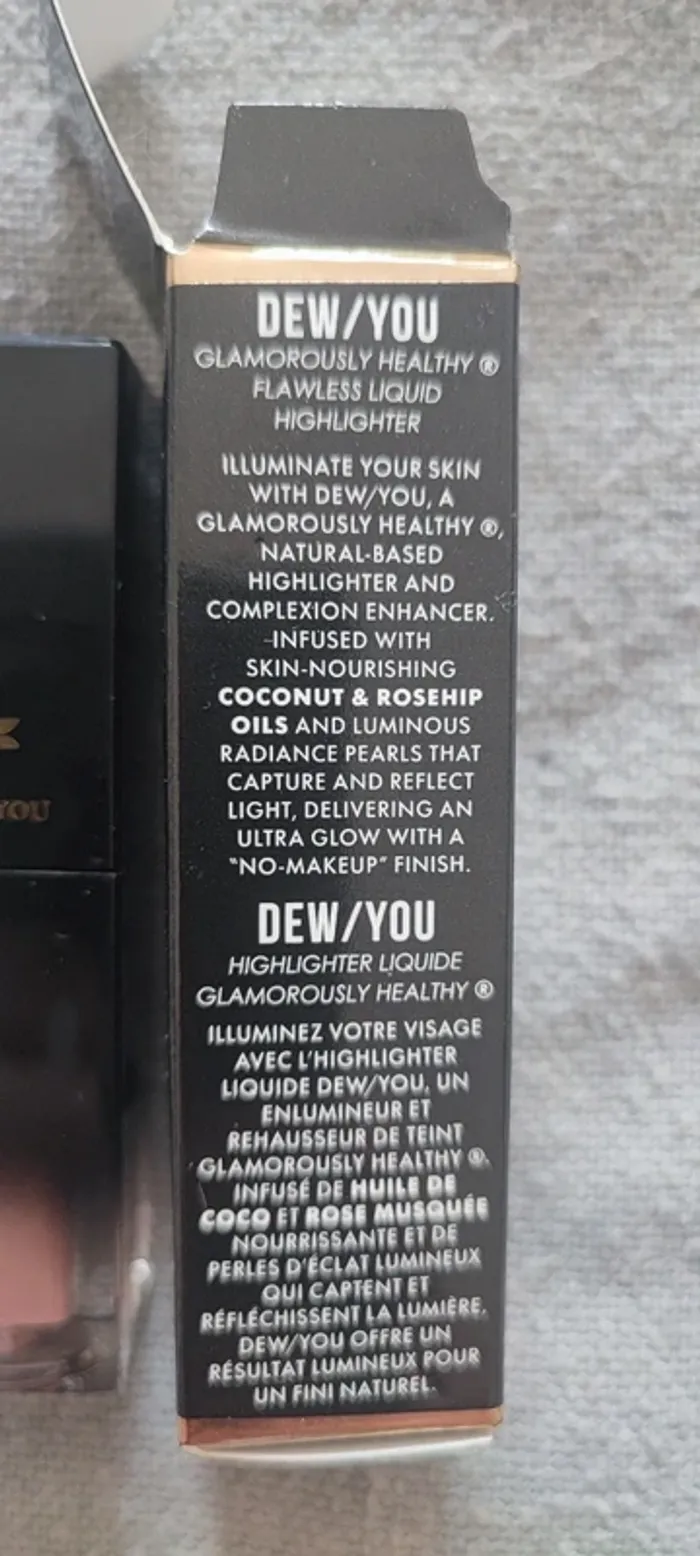 DEW/YOU
GLAMOROUSLY HEALTHY ®
FLAWLESS LIQUID
HIGHLIGHTER
ILLUMINATE YOUR SKIN
WITH DEW/YOU, A
GLAMOROUSLY HEALTHY ®,
NATURAL-BASED
HIGHLIGHTER AND
COMPLEXION ENHANCER.
INFUSED WITH
SKIN-NOURISHING
COCONUT & ROSEHIP
OILS AND LUMINOUS
RADIANCE PEARLS THAT
CAPTURE AND REFLECT
LIGHT, DELIVERING AN
ULTRA GLOW WITH A
"NO-MAKEUP" FINISH.
DEW/YOU
HIGHLIGHTER LIQUIDE
GLAMOROUSLY HEALTHY ®
ILLUMINEZ VOTRE VISAGE
AVEC L'HIGHLIGHTER
LIQUIDE DEW/YOU, UN
ENLUMINEUR ET
REHAUSSEUR DE TEINT
GLAMOROUSLY HEALTHY ®.
INFUSÉ DE HUILE DE
COCO ET ROSE MUSQUÉE
NOURRISSANTE ET DE
PERLES D'ÉCLAT LUMINEUX
QUI CAPTENT ET
RÉFLÉCHISSENT LA LUMIÈRE.
DEW/YOU OFFRE UN
RÉSULTAT LUMINEUX POUR
UN FINI NATUREL.
YOU